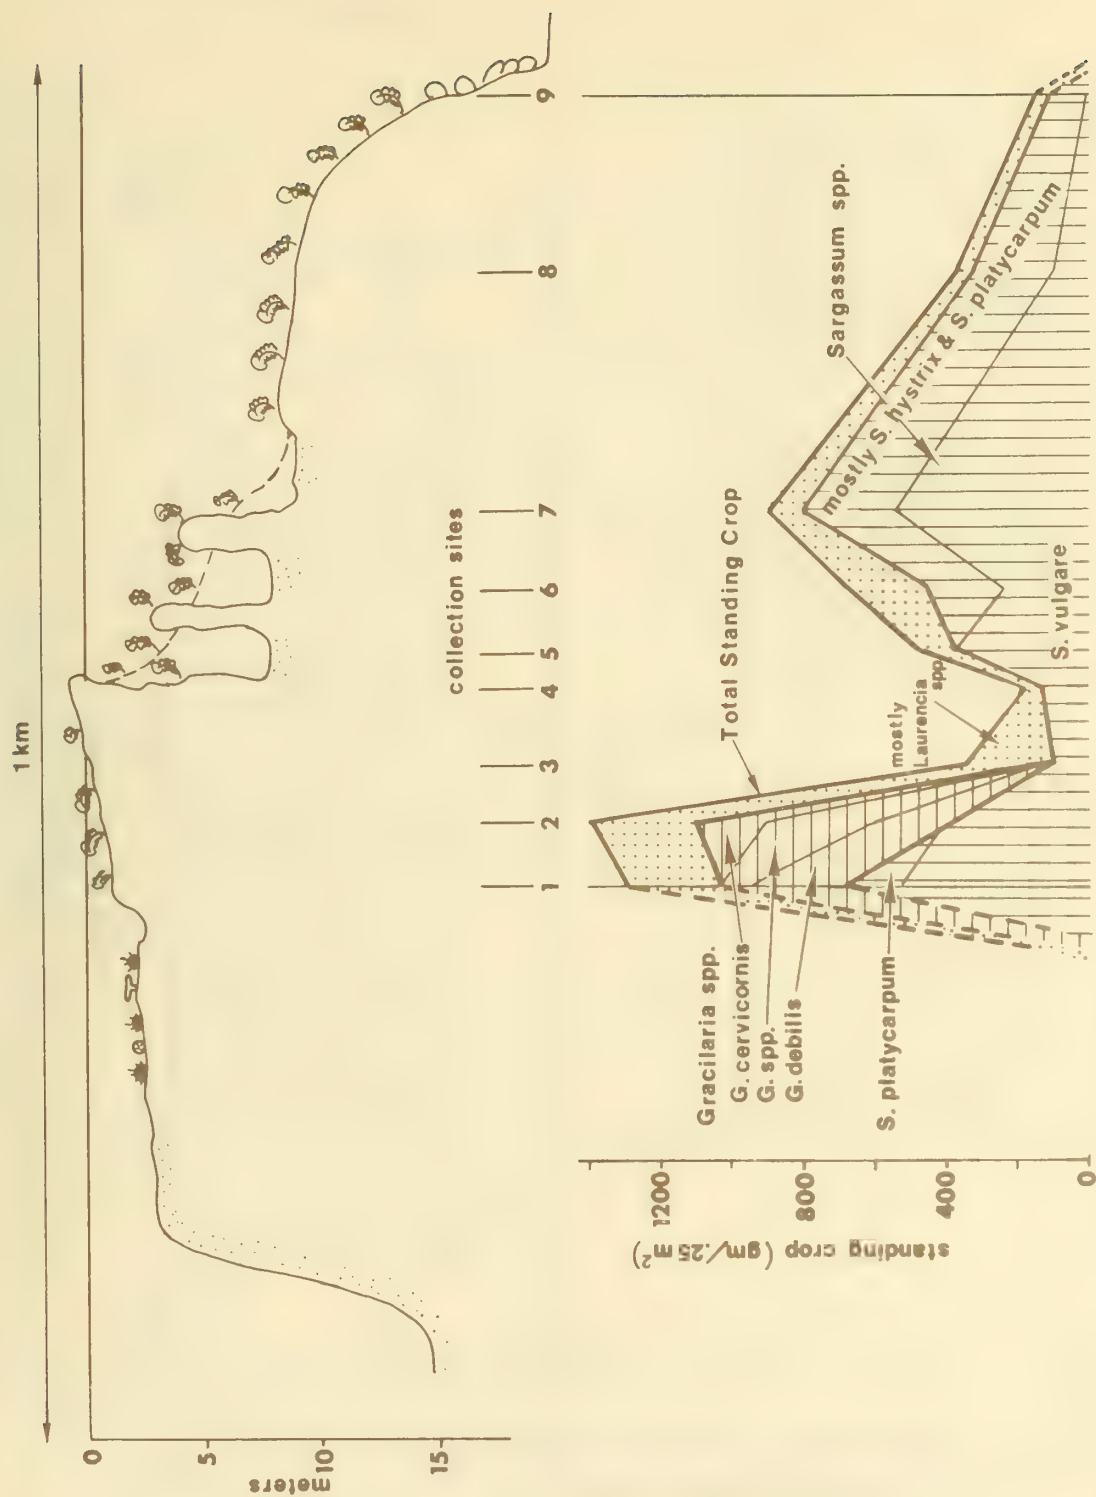 1 km
0
5
10
15
meters
collection sites
1 2 3 4 5 6 7 8 9
Total Standing Crop
Sargassum spp.
mostly S. hystrix & S. platycarpum
mostly
Laurencia spp.
S. vulgare
Gracilaria spp.
G. cervicornis
G. spp.
G. debilis
S. platycarpum
1200
800
400
0
standing crop (gm/.25 m²)